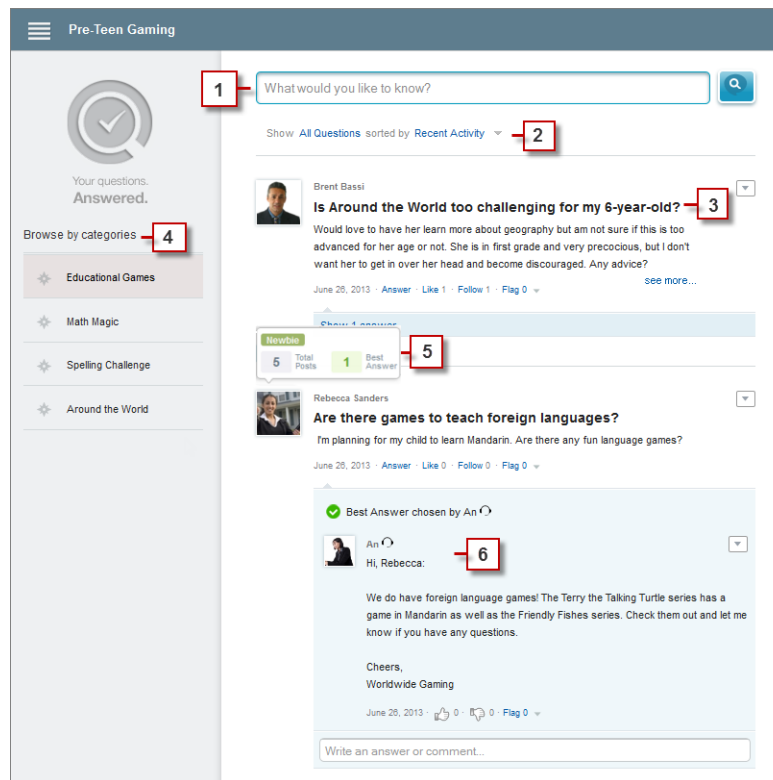 Pre-Teen Gaming
1
What would you like to know?
Show All Questions sorted by Recent Activity
2
Your questions.
Answered.
Browse by categories
4
Educational Games
Math Magic
Spelling Challenge
Around the World
Brent Bassi
Is Around the World too challenging for my 6-year-old?
3
Would love to have her learn more about geography but am not sure if this is too
advanced for her age or not. She is in first grade and very precocious, but I don't
want her to get in over her head and become discouraged. Any advice?
see more...
June 26, 2013 · Answer · Like 1 · Follow 1 · Flag 0
Show 1 answer
Newbie
5 Total Posts 1 Best Answer
5
Rebecca Sanders
Are there games to teach foreign languages?
I'm planning for my child to learn Mandarin. Are there any fun language games?
June 26, 2013 · Answer · Like 0 · Follow 0 · Flag 0
Best Answer chosen by An
An
6
Hi, Rebecca:
We do have foreign language games! The Terry the Talking Turtle series has a
game in Mandarin as well as the Friendly Fishes series. Check them out and let me
know if you have any questions.
Cheers,
Worldwide Gaming
June 26, 2013 · 0 · 0 · Flag 0
Write an answer or comment...